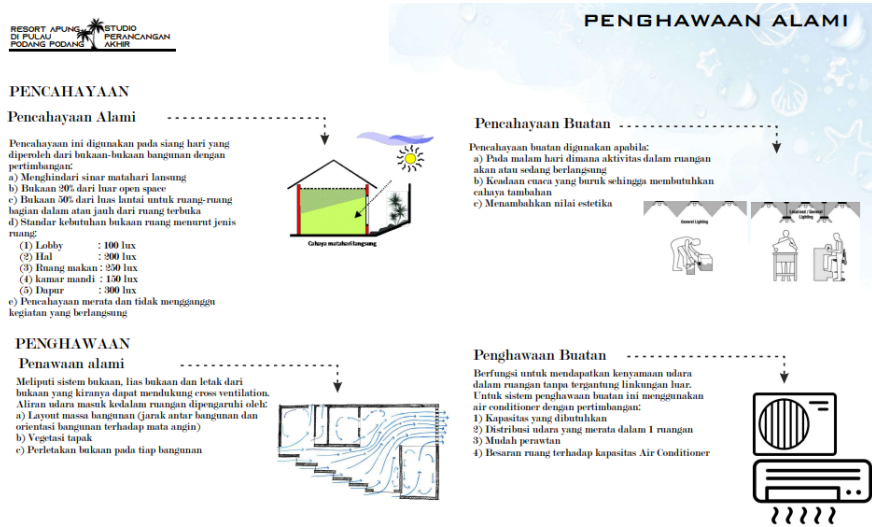 RESORT APUNG
DI PULAU
PODANG PODANG
STUDIO
PERANCANGAN
AKHIR
PENGHAWAAN ALAMI
PENCAHAYAAN
Pencahayaan Alami
Pencahayaan ini digunakan pada siang hari yang
diperoleh dari bukaan-bukaan bangunan dengan
pertimbangan:
a) Menghindari sinar matahari lansung
b) Bukaan 20% dari luar open space
c) Bukaan 50% dari luas lantai untuk ruang-ruang
bagian dalam atau jauh dari ruang terbuka
d) Standar kebutuhan bukaan ruang menurut jenis
ruang:
(1) Lobby : 100 lux
(2) Hal : 200 lux
(3) Ruang makan : 250 lux
(4) kamar mandi : 150 lux
(5) Dapur : 300 lux
e) Pencahayaan merata dan tidak mengganggu
kegiatan yang berlangsung
Cahaya matahari langsung
Pencahayaan Buatan
Pencahayaan buatan digunakan apabila:
a) Pada malam hari dimana aktivitas dalam ruangan
akan atau sedang berlangsung
b) Keadaan cuaca yang buruk sehingga membutuhkan
cahaya tambahan
c) Menambahkan nilai estetika
General Lighting
Localised / General
Lighting
PENGHAWAAN
Penawaan alami
Meliputi sistem bukaan, lias bukaan dan letak dari
bukaan yang kiranya dapat mendukung cross ventilation.
Aliran udara masuk kedalam ruangan dipengaruhi oleh:
a) Layout massa bangunan (jarak antar bangunan dan
orientasi bangunan terhadap mata angin)
b) Vegetasi tapak
c) Perletakan bukaan pada tiap bangunan
Penghawaan Buatan
Berfungsi untuk mendapatkan kenyamaan udara
dalam ruangan tanpa tergantung linkungan luar.
Untuk sistem penghawaan buatan ini menggunakan
air conditioner dengan pertimbangan:
1) Kapasitas yang dibutuhkan
2) Distribusi udara yang merata dalam 1 ruangan
3) Mudah perawtan
4) Besaran ruang terhadap kapasitas Air Conditioner